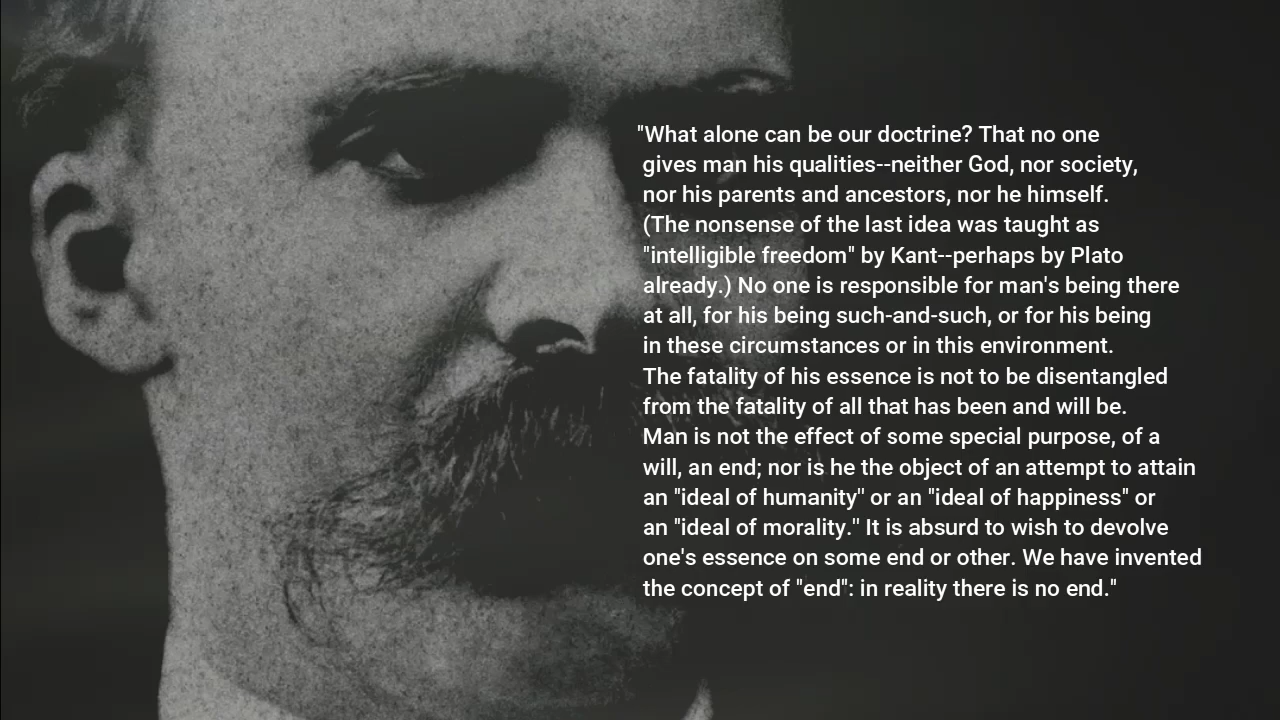 "What alone can be our doctrine? That no one
gives man his qualities--neither God, nor society,
nor his parents and ancestors, nor he himself.
(The nonsense of the last idea was taught as
"intelligible freedom" by Kant--perhaps by Plato
already.) No one is responsible for man's being there
at all, for his being such-and-such, or for his being
in these circumstances or in this environment.
The fatality of his essence is not to be disentangled
from the fatality of all that has been and will be.
Man is not the effect of some special purpose, of a
will, an end; nor is he the object of an attempt to attain
an "ideal of humanity" or an "ideal of happiness" or
an "ideal of morality." It is absurd to wish to devolve
one's essence on some end or other. We have invented
the concept of "end": in reality there is no end."